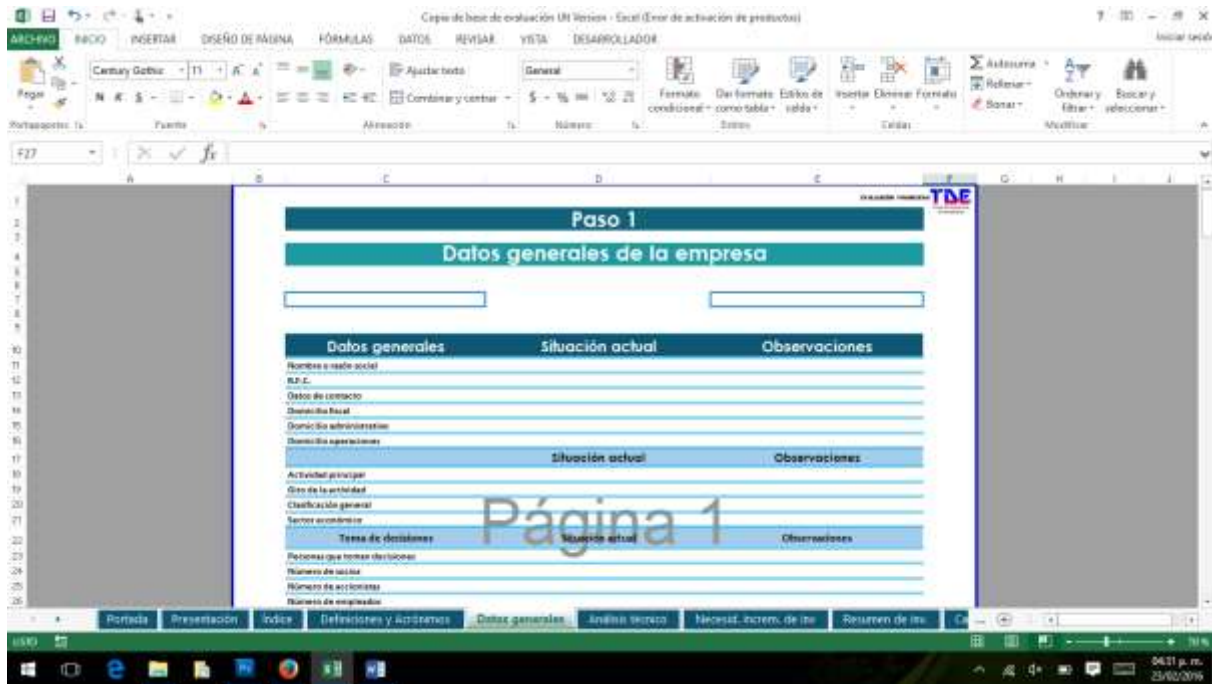 Copia de base de evaluación UN Version - Excel (Error de activación de productos)
ARCHIVO INICIO INSERTAR DISEÑO DE PÁGINA FÓRMULAS DATOS REVISAR VISTA DESARROLLADOR
Century Gothic 11 Ajustar texto General Autosuma
Pegar Rellenar
N K S Combinar y centrar Formato condicional Dar formato como tabla Estilos de celda Insertar Eliminar Formato Borrar Ordenar y filtrar Buscar y seleccionar
Portapapeles Fuente Alineación Número Estilos Celdas Modificar
F27
A B C D E F G H I J
TDE
Paso 1
Datos generales de la empresa
Datos generales Situación actual Observaciones
Nombre o razón social
R.F.C.
Datos de contacto
Domicilio fiscal
Domicilio administrativo
Domicilio operaciones
Situación actual Observaciones
Actividad principal
Giro de la actividad
Clasificación general
Sector económico
Página 1
Toma de decisiones Situación actual Observaciones
Personas que toman decisiones
Número de socios
Número de accionistas
Número de empleados
Portada Presentación Índice Definiciones y Acrónimos Datos generales Análisis técnico Necesid. increm. de inv Resumen de inv. Ca ...
LISTO
04:31 p. m.
23/02/2016